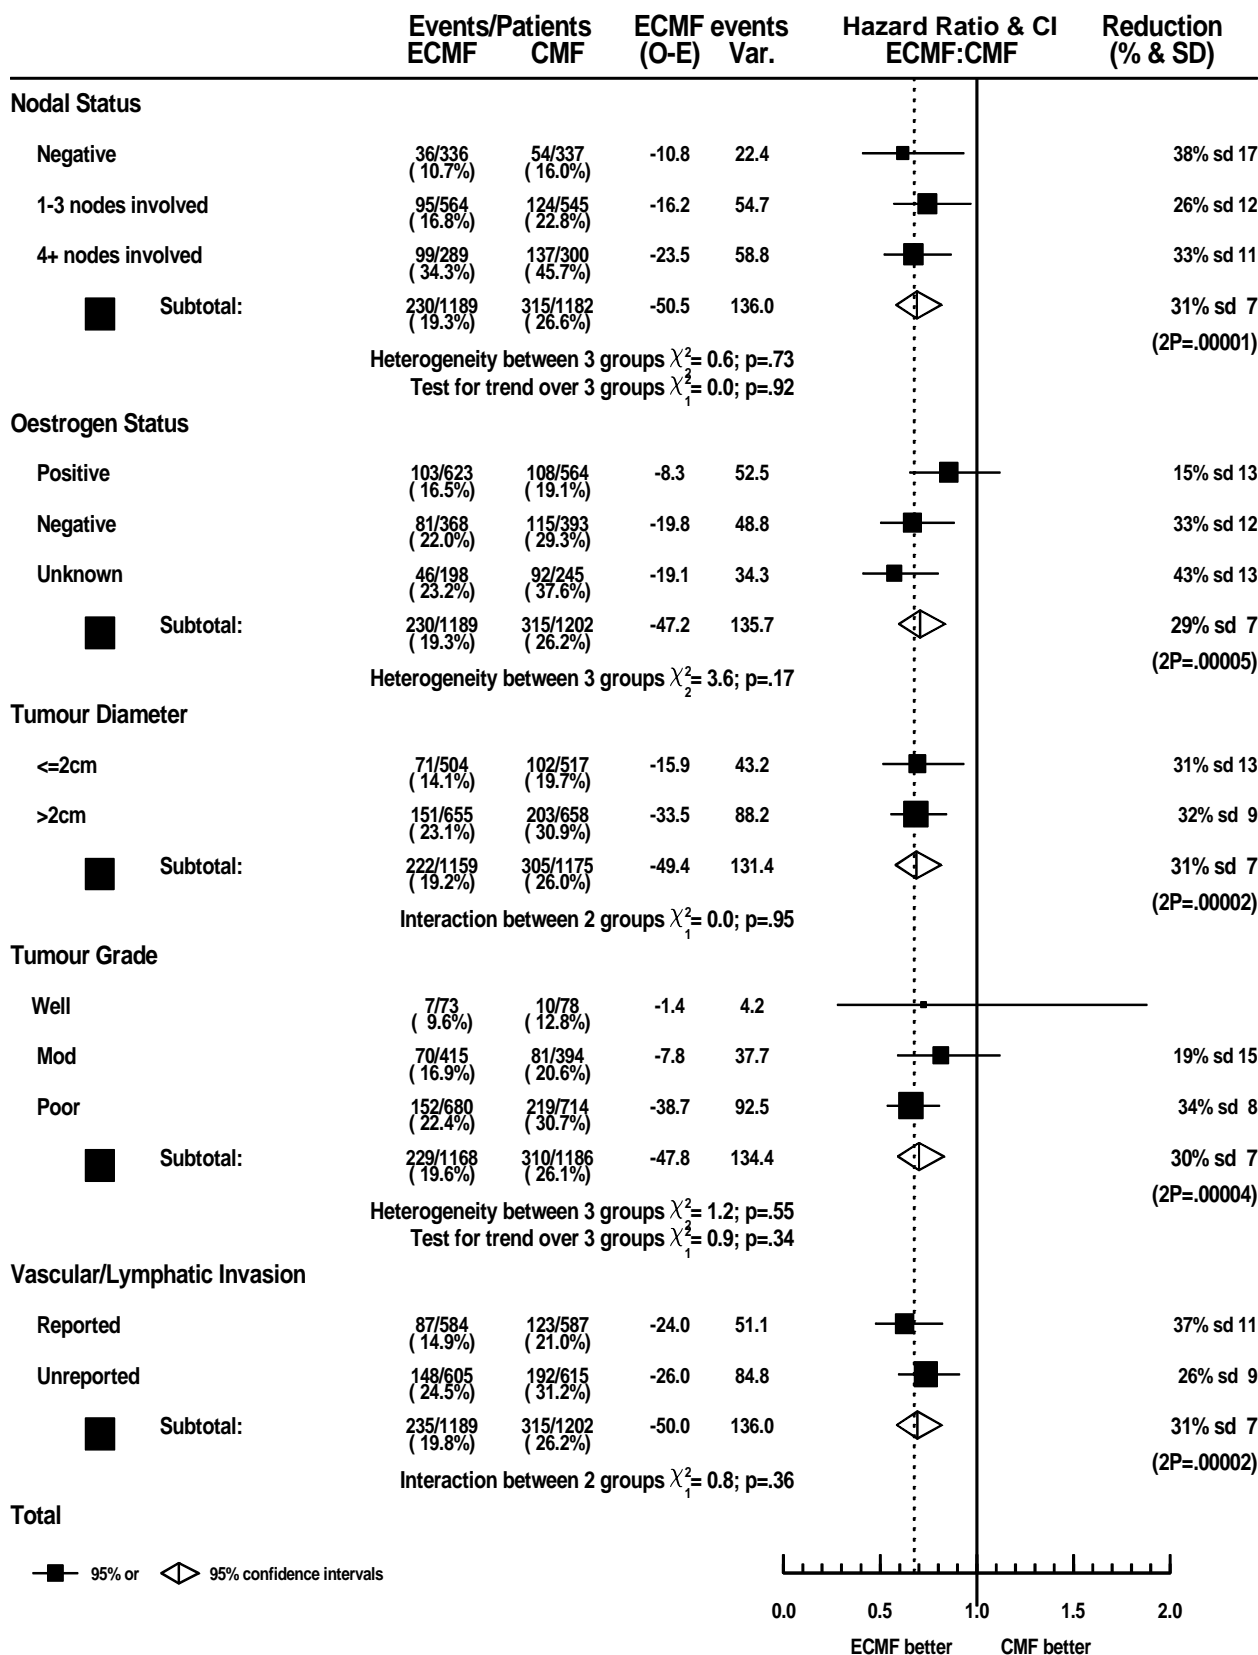 Events/Patients ECMF events Hazard Ratio & CI Reduction
ECMF CMF (O-E) Var. ECMF:CMF (% & SD)
Nodal Status
Negative 36/336 54/337 -10.8 22.4 38% sd 17
( 10.7%) ( 16.0%)
1-3 nodes involved 95/564 124/545 -16.2 54.7 26% sd 12
( 16.8%) ( 22.8%)
4+ nodes involved 99/289 137/300 -23.5 58.8 33% sd 11
( 34.3%) ( 45.7%)
Subtotal: 230/1189 315/1182 -50.5 136.0 31% sd 7
( 19.3%) ( 26.6%)
(2P=.00001)
Heterogeneity between 3 groups χ²₂= 0.6; p=.73
Test for trend over 3 groups χ²₁= 0.0; p=.92
Oestrogen Status
Positive 103/623 108/564 -8.3 52.5 15% sd 13
( 16.5%) ( 19.1%)
Negative 81/368 115/393 -19.8 48.8 33% sd 12
( 22.0%) ( 29.3%)
Unknown 46/198 92/245 -19.1 34.3 43% sd 13
( 23.2%) ( 37.6%)
Subtotal: 230/1189 315/1202 -47.2 135.7 29% sd 7
( 19.3%) ( 26.2%)
(2P=.00005)
Heterogeneity between 3 groups χ²₂= 3.6; p=.17
Tumour Diameter
<=2cm 71/504 102/517 -15.9 43.2 31% sd 13
( 14.1%) ( 19.7%)
>2cm 151/655 203/658 -33.5 88.2 32% sd 9
( 23.1%) ( 30.9%)
Subtotal: 222/1159 305/1175 -49.4 131.4 31% sd 7
( 19.2%) ( 26.0%)
(2P=.00002)
Interaction between 2 groups χ²₁= 0.0; p=.95
Tumour Grade
Well 7/73 10/78 -1.4 4.2
( 9.6%) ( 12.8%)
Mod 70/415 81/394 -7.8 37.7 19% sd 15
( 16.9%) ( 20.6%)
Poor 152/680 219/714 -38.7 92.5 34% sd 8
( 22.4%) ( 30.7%)
Subtotal: 229/1168 310/1186 -47.8 134.4 30% sd 7
( 19.6%) ( 26.1%)
(2P=.00004)
Heterogeneity between 3 groups χ²₂= 1.2; p=.55
Test for trend over 3 groups χ²₁= 0.9; p=.34
Vascular/Lymphatic Invasion
Reported 87/584 123/587 -24.0 51.1 37% sd 11
( 14.9%) ( 21.0%)
Unreported 148/605 192/615 -26.0 84.8 26% sd 9
( 24.5%) ( 31.2%)
Subtotal: 235/1189 315/1202 -50.0 136.0 31% sd 7
( 19.8%) ( 26.2%)
(2P=.00002)
Interaction between 2 groups χ²₁= 0.8; p=.36
Total
95% or 95% confidence intervals
0.0 0.5 1.0 1.5 2.0
ECMF better CMF better